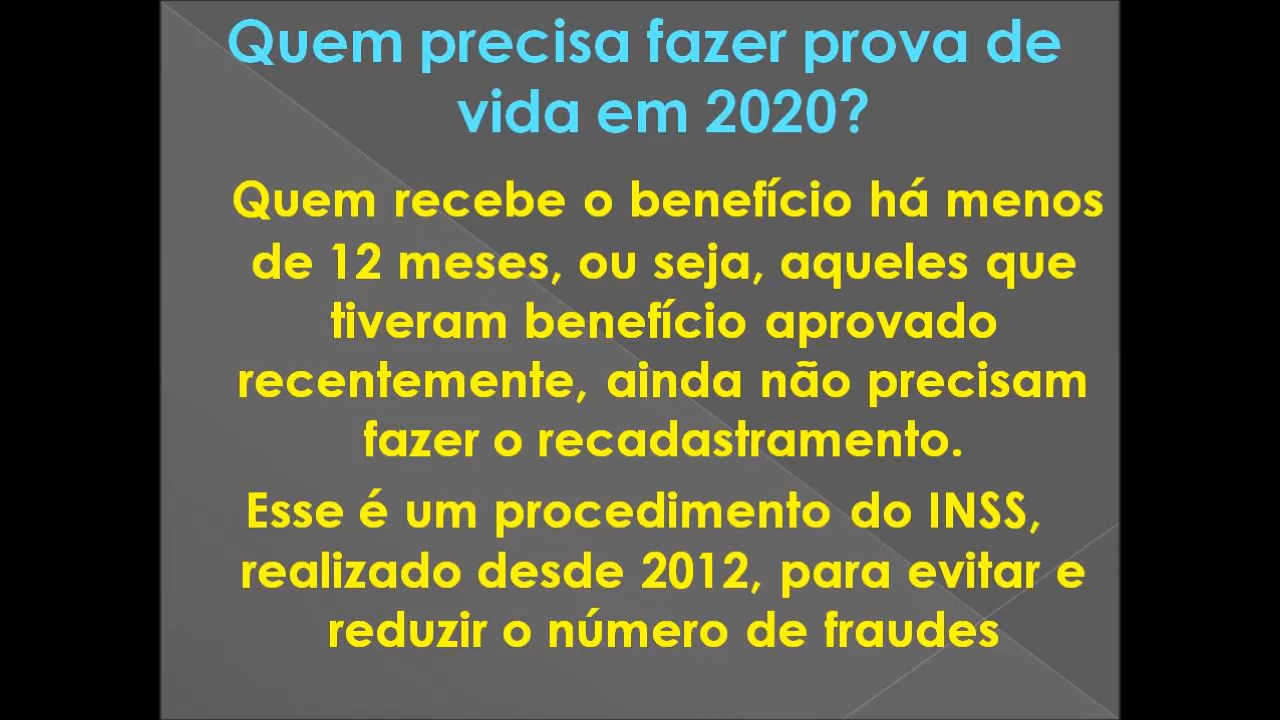 Quem precisa fazer prova de
vida em 2020?
Quem recebe o benefício há menos
de 12 meses, ou seja, aqueles que
tiveram benefício aprovado
recentemente, ainda não precisam
fazer o recadastramento.
Esse é um procedimento do INSS,
realizado desde 2012, para evitar e
reduzir o número de fraudes